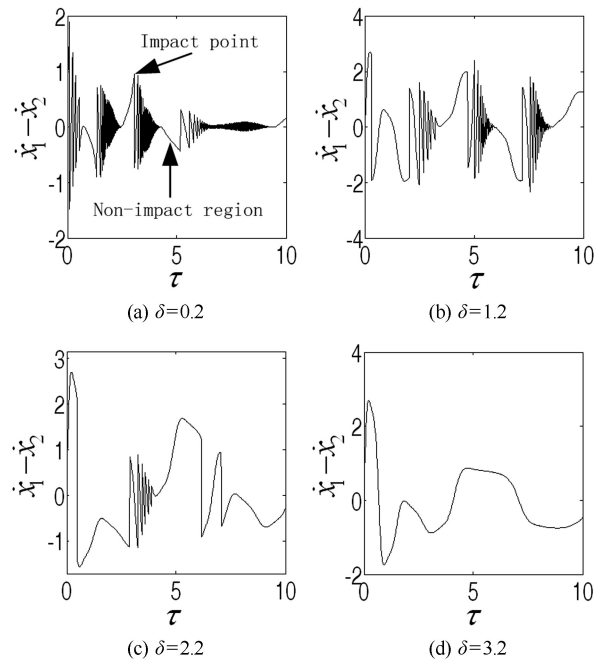 2
1
0
-1
-2
0
5
10
ẋ₁−ẋ₂
τ
Impact point
Non-impact region
(a) δ=0.2
4
2
0
-2
-4
0
5
10
ẋ₁−ẋ₂
τ
(b) δ=1.2
3
2
1
0
-1
0
5
10
ẋ₁−ẋ₂
τ
(c) δ=2.2
4
2
0
-2
0
5
10
ẋ₁−ẋ₂
τ
(d) δ=3.2